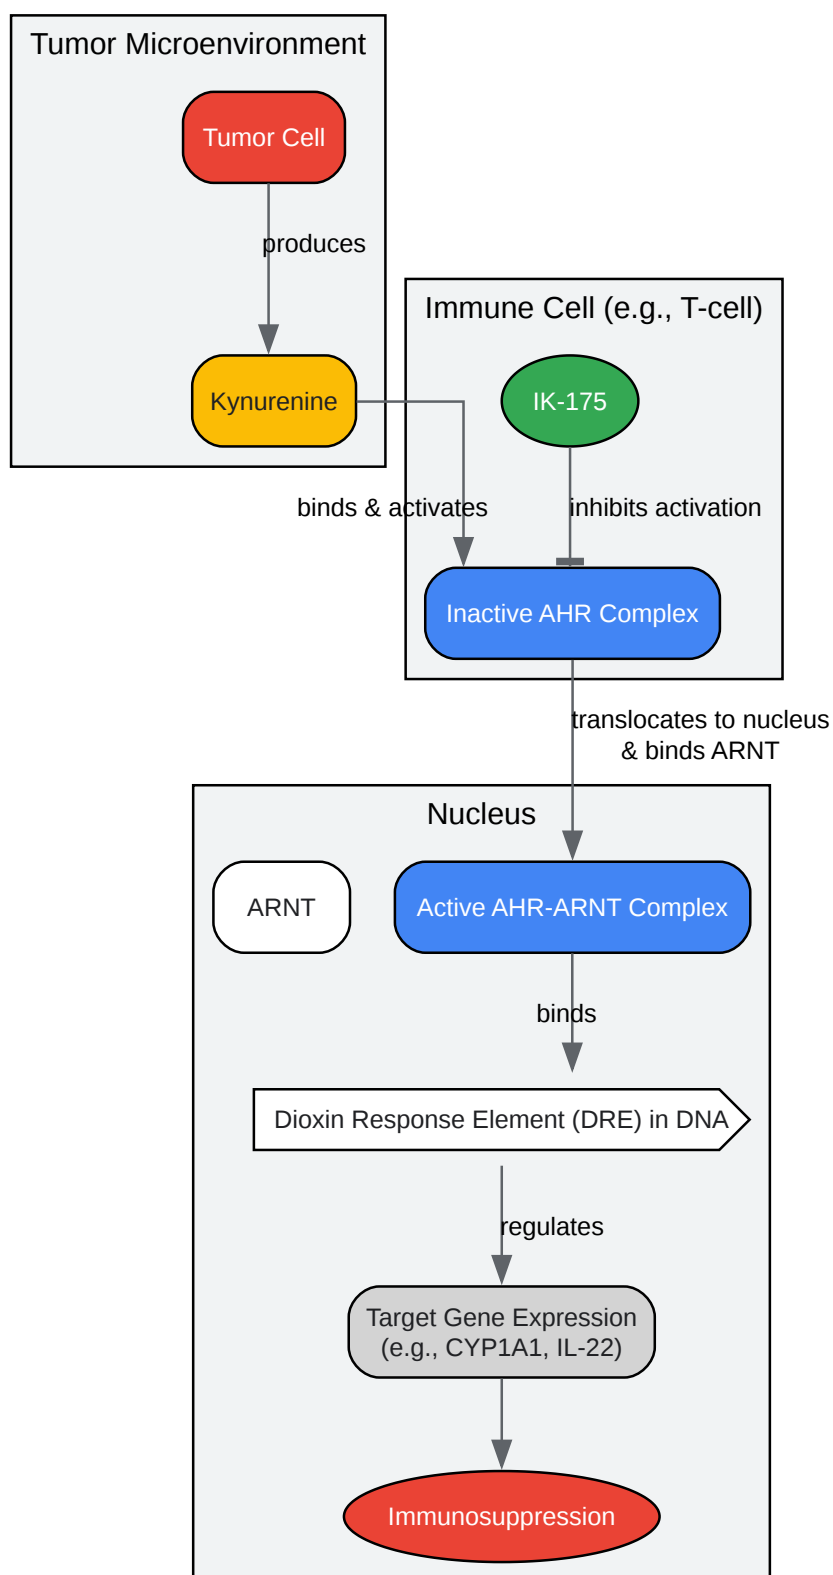 Tumor Microenvironment
Tumor Cell
produces
Kynurenine
Immune Cell (e.g., T-cell)
IK-175
binds & activates
inhibits activation
Inactive AHR Complex
translocates to nucleus
& binds ARNT
Nucleus
ARNT
Active AHR-ARNT Complex
binds
Dioxin Response Element (DRE) in DNA
regulates
Target Gene Expression
(e.g., CYP1A1, IL-22)
Immunosuppression